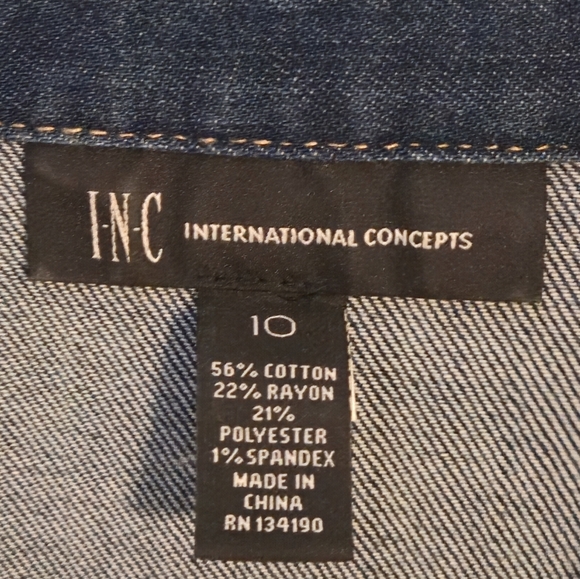 I·N·C INTERNATIONAL CONCEPTS
10
56% COTTON
22% RAYON
21%
POLYESTER
1% SPANDEX
MADE IN
CHINA
RN 134190